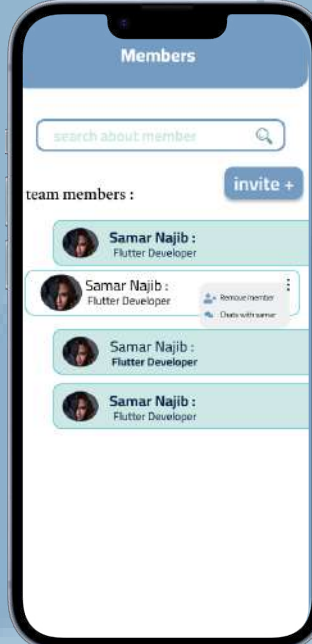 Members
search about member
invite +
team members :
Samar Najib :
Flutter Developer
Samar Najib :
Flutter Developer
Remove member
Chats with samar
Samar Najib :
Flutter Developer
Samar Najib :
Flutter Developer